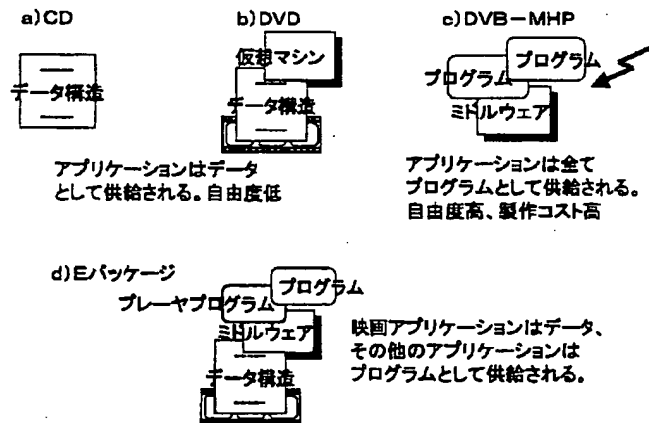 a)CD
データ構造
b)DVD
仮想マシン
データ構造
アプリケーションはデータ
として供給される。自由度低
c)DVB－MHP
プログラム
プログラム
ミドルウェア
アプリケーションは全て
プログラムとして供給される。
自由度高、製作コスト高
d)Eパッケージ
プログラム
プレーヤプログラム
ミドルウェア
データ構造
映画アプリケーションはデータ、
その他のアプリケーションは
プログラムとして供給される。